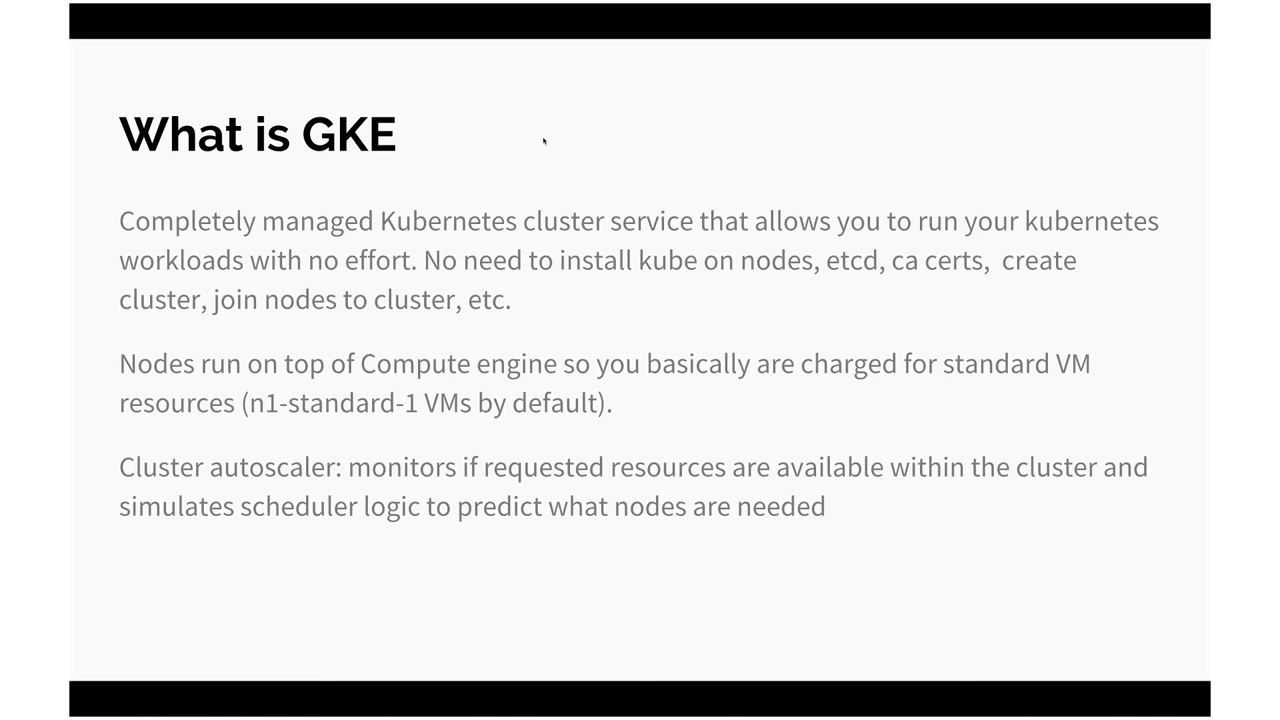 What is GKE
Completely managed Kubernetes cluster service that allows you to run your kubernetes
workloads with no effort. No need to install kube on nodes, etcd, ca certs,  create
cluster, join nodes to cluster, etc.
Nodes run on top of Compute engine so you basically are charged for standard VM
resources (n1-standard-1 VMs by default).
Cluster autoscaler: monitors if requested resources are available within the cluster and
simulates scheduler logic to predict what nodes are needed